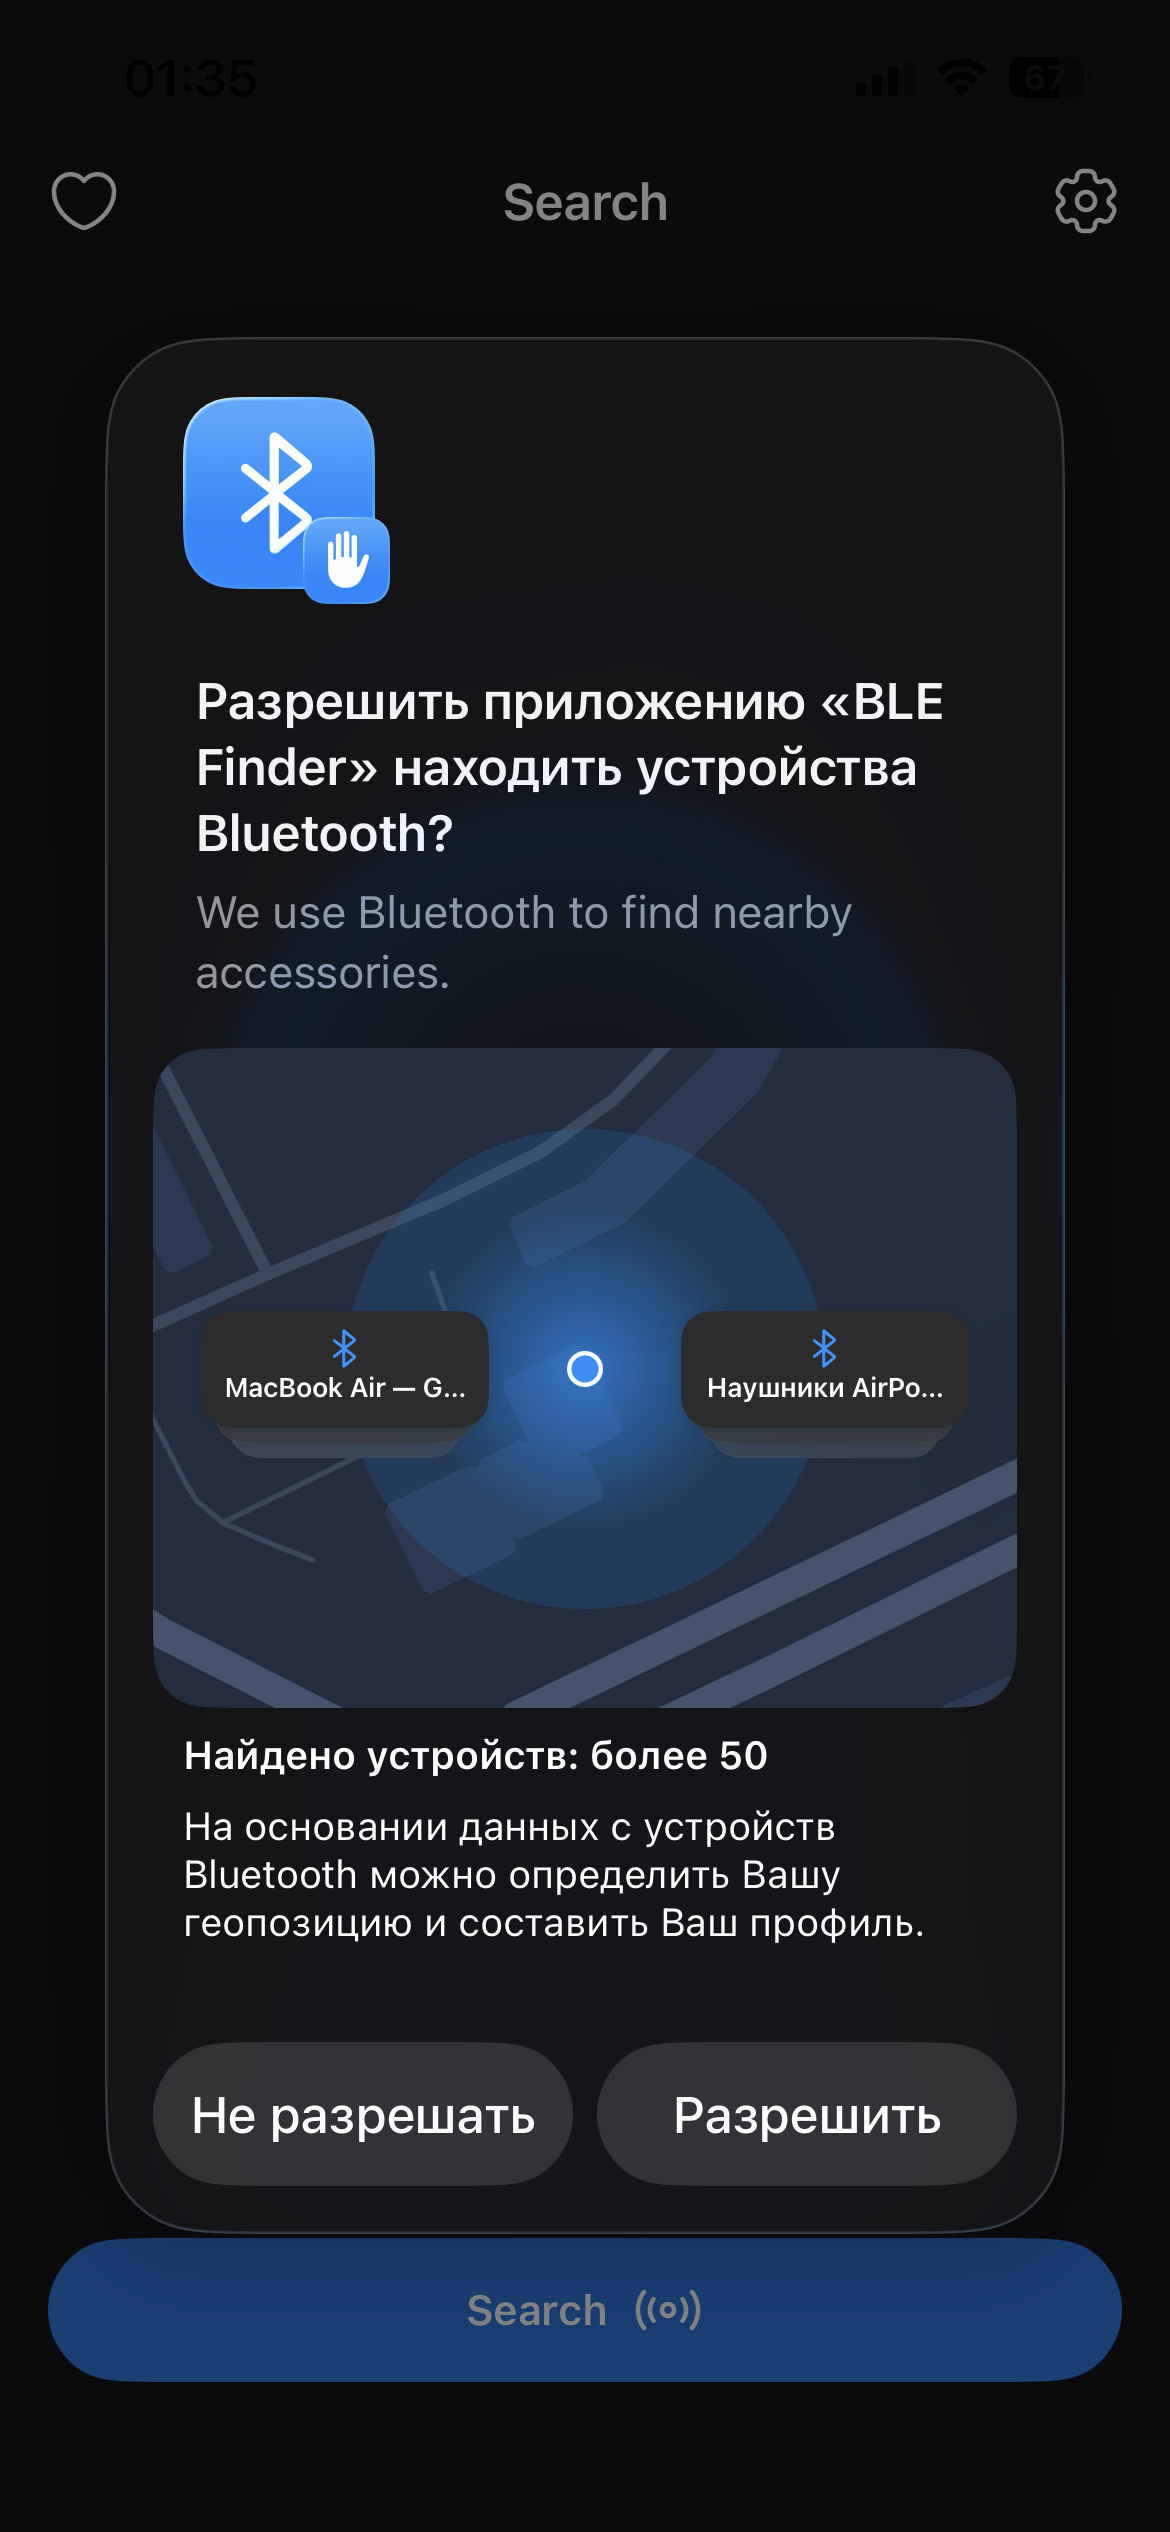 01:35
67
Search
Разрешить приложению «BLE
Finder» находить устройства
Bluetooth?
We use Bluetooth to find nearby
accessories.
MacBook Air — G...
Наушники AirPo...
Найдено устройств: более 50
На основании данных с устройств
Bluetooth можно определить Вашу
геопозицию и составить Ваш профиль.
Не разрешать
Разрешить
Search